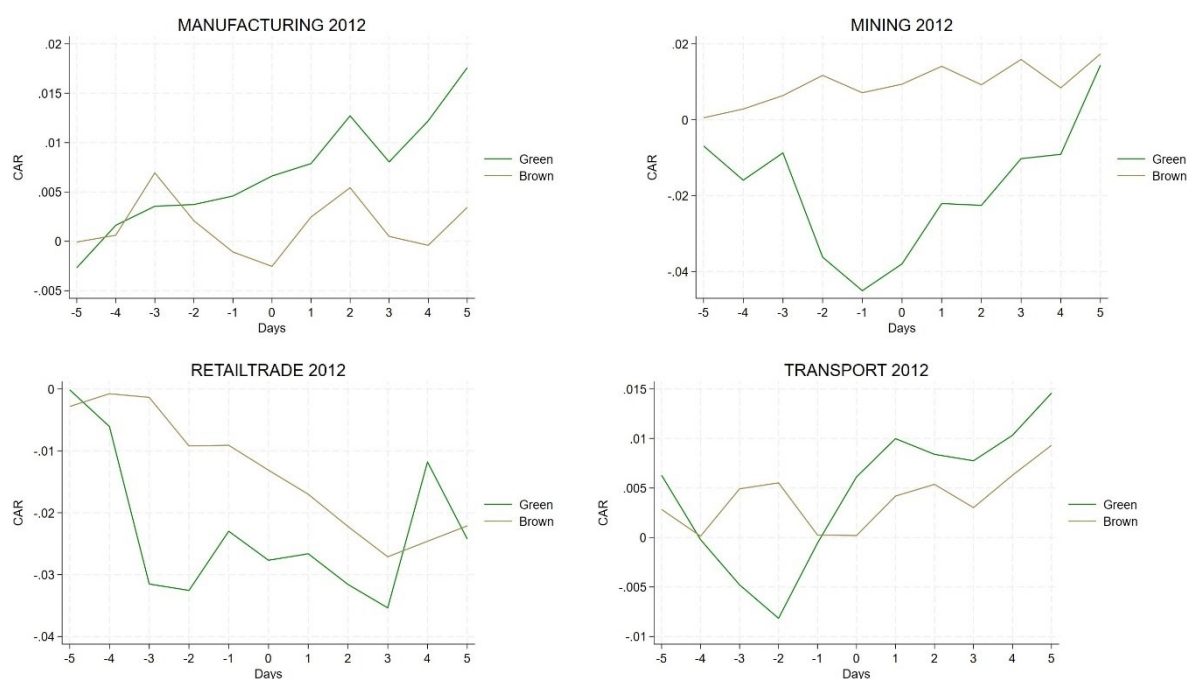 MANUFACTURING 2012
.02
.015
.01
.005
0
-.005
CAR
-5 -4 -3 -2 -1 0 1 2 3 4 5
Days
Green
Brown
MINING 2012
.02
0
-.02
-.04
CAR
-5 -4 -3 -2 -1 0 1 2 3 4 5
Days
Green
Brown
RETAILTRADE 2012
0
-.01
-.02
-.03
-.04
CAR
-5 -4 -3 -2 -1 0 1 2 3 4 5
Days
Green
Brown
TRANSPORT 2012
.015
.01
.005
0
-.005
-.01
CAR
-5 -4 -3 -2 -1 0 1 2 3 4 5
Days
Green
Brown